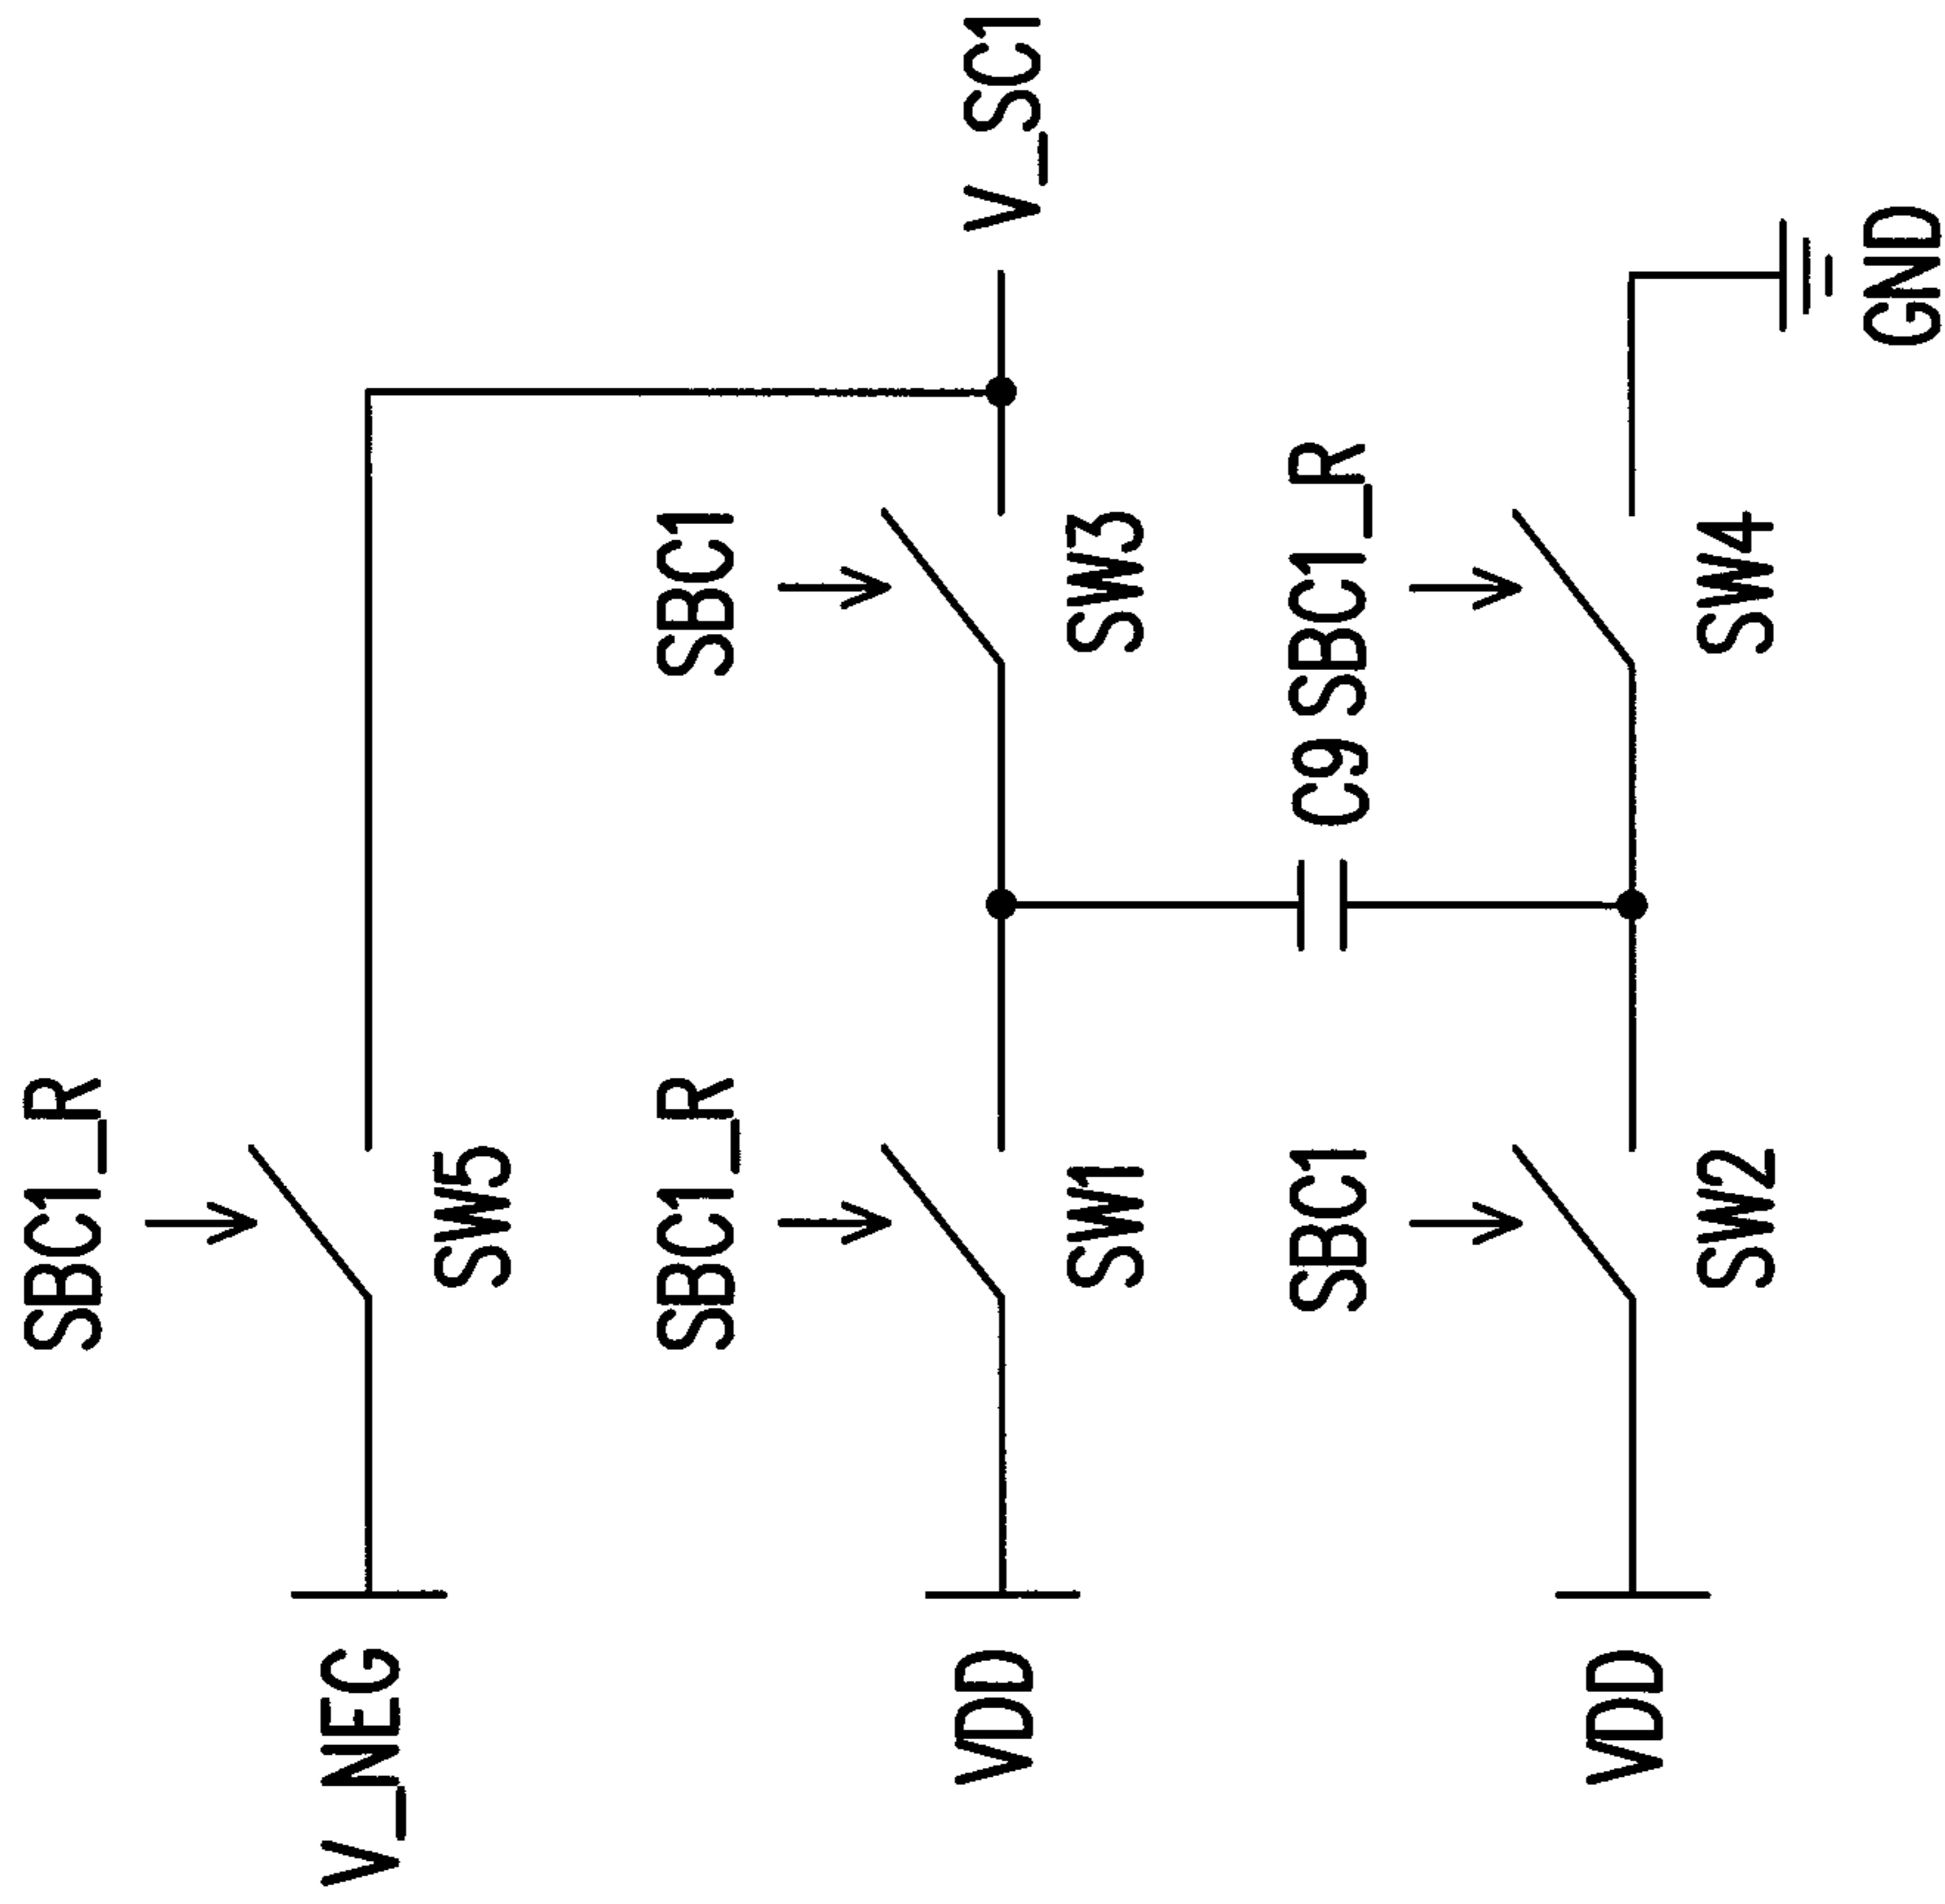 SBC1_R
V_NEG
SW5
SBC1_R
SBC1
VDD
V_SC1
SW1
SW3
SBC1
C9
SBC1_R
VDD
SW2
SW4
GND